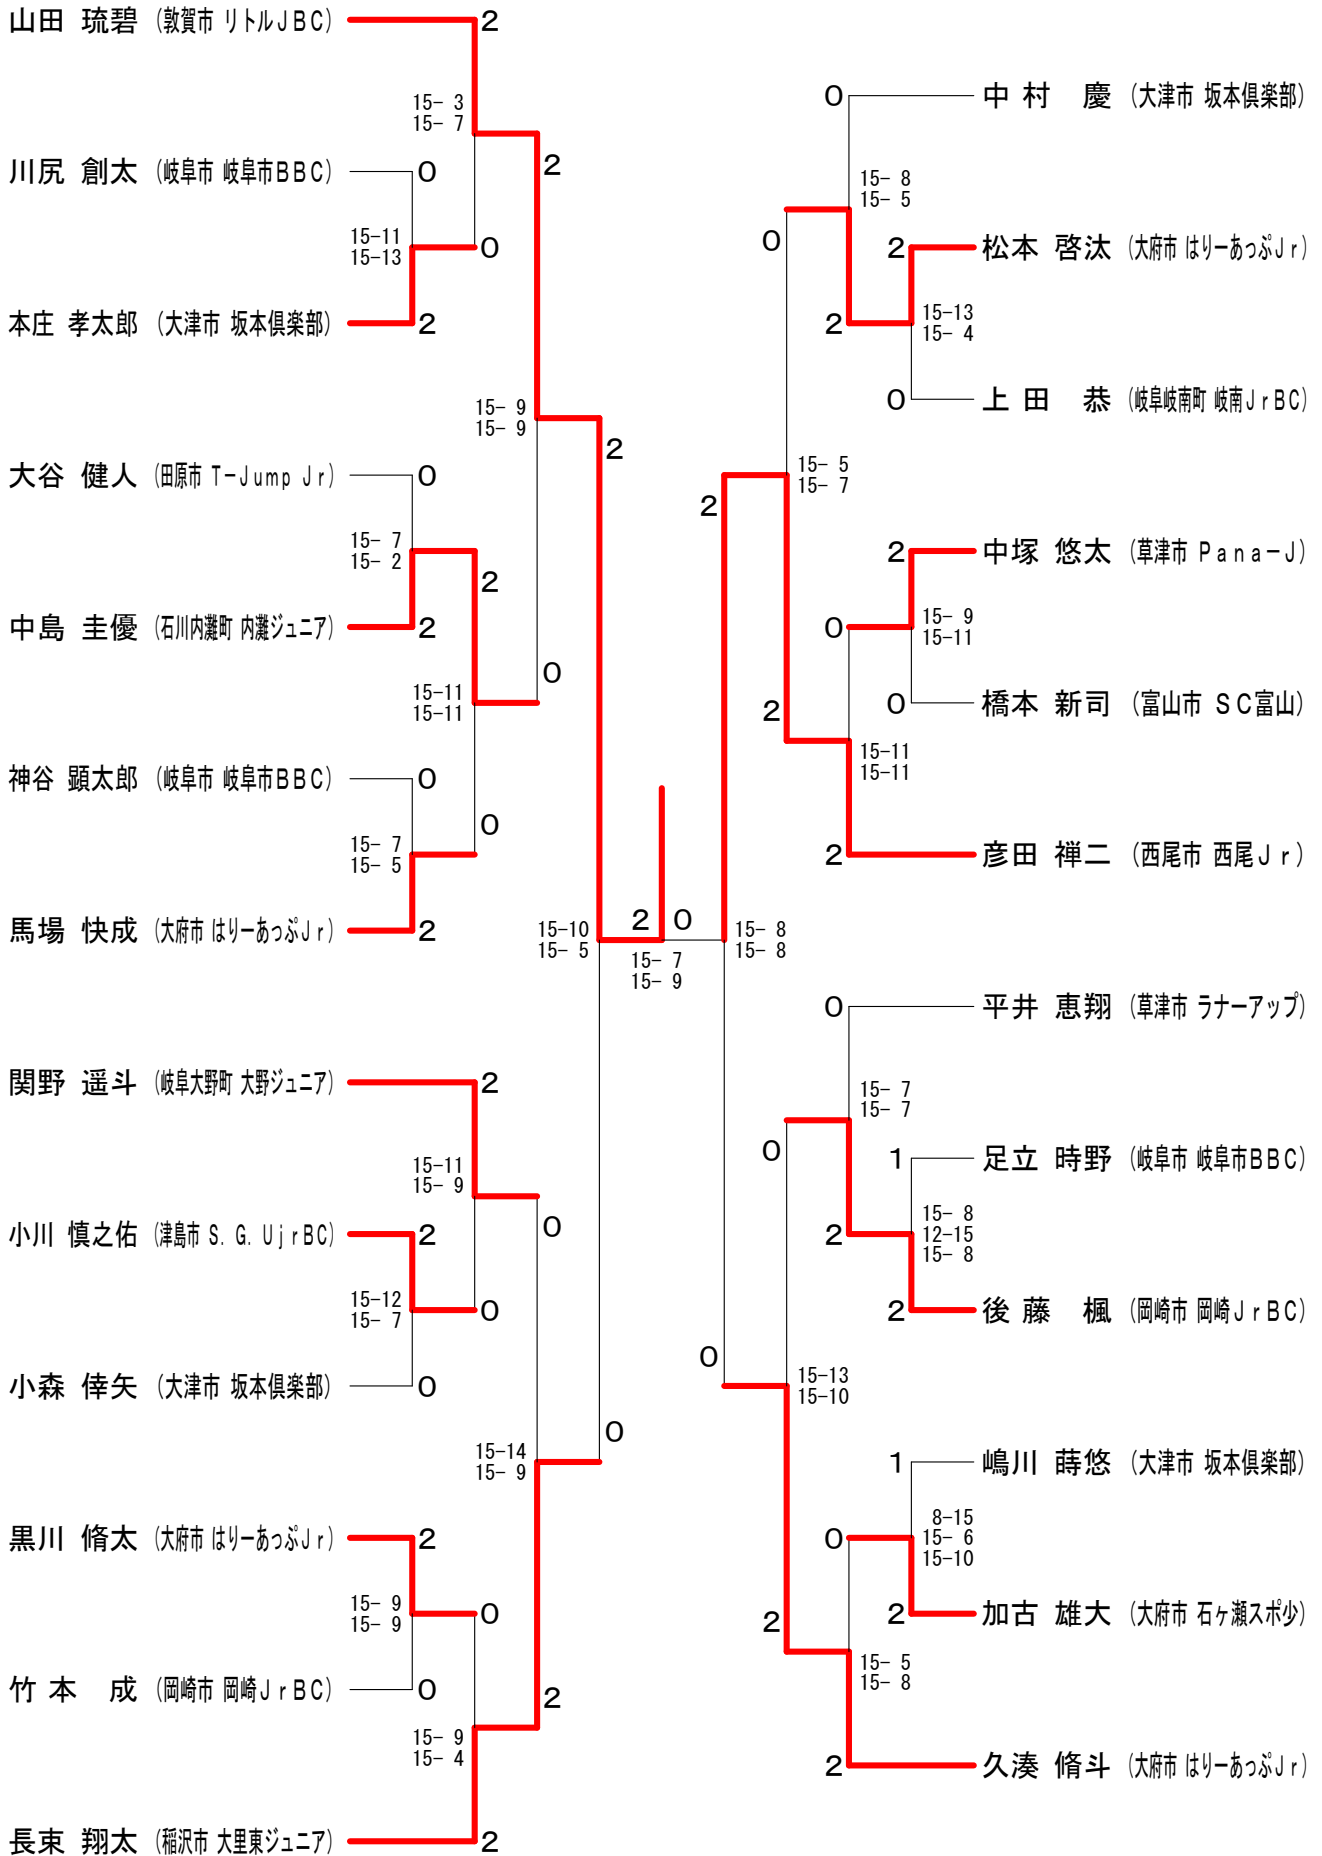 山田 琉碧 (敦賀市 リトルJBC) 2
15- 3
15- 7
2
川尻 創太 (岐阜市 岐阜市BBC) 0
15-11
15-13
0
本庄 孝太郎 (大津市 坂本倶楽部) 2
15- 9
15- 9
2
大谷 健人 (田原市 T-Jump Jr) 0
15- 7
15- 2
2
中島 圭優 (石川内灘町 内灘ジュニア) 2
0
15-11
15-11
神谷 顕太郎 (岐阜市 岐阜市BBC) 0
0
15- 7
15- 5
馬場 快成 (大府市 はりーあっぷJr) 2
15-10
15- 5
2 0
15- 7
15- 9
関野 遥斗 (岐阜大野町 大野ジュニア) 2
15-11
15- 9
0
小川 慎之佑 (津島市 S.G.UjrBC) 2
15-12
15- 7
0
小森 倖矢 (大津市 坂本倶楽部) 0
0
15-14
15- 9
黒川 脩太 (大府市 はりーあっぷJr) 2
15- 9
15- 9
0
竹本 成 (岡崎市 岡崎JrBC) 0
2
15- 9
15- 4
長束 翔太 (稲沢市 大里東ジュニア) 2
0 中村 慶 (大津市 坂本倶楽部)
15- 8
15- 5
0
2 松本 啓汰 (大府市 はりーあっぷJr)
2
15-13
15- 4
0 上田 恭 (岐阜岐南町 岐南JrBC)
15- 5
15- 7
2
2 中塚 悠太 (草津市 Pana-J)
0
15- 9
15-11
0 橋本 新司 (富山市 SC富山)
2
15-11
15-11
2 彦田 禅二 (西尾市 西尾Jr)
15- 8
15- 8
0 平井 恵翔 (草津市 ラナーアップ)
15- 7
15- 7
0
1 足立 時野 (岐阜市 岐阜市BBC)
2
15- 8
12-15
15- 8
2 後藤 楓 (岡崎市 岡崎JrBC)
0
15-13
15-10
1 嶋川 蒔悠 (大津市 坂本倶楽部)
0
8-15
15- 6
15-10
2 加古 雄大 (大府市 石ヶ瀬スポ少)
2
15- 5
15- 8
2 久湊 脩斗 (大府市 はりーあっぷJr)